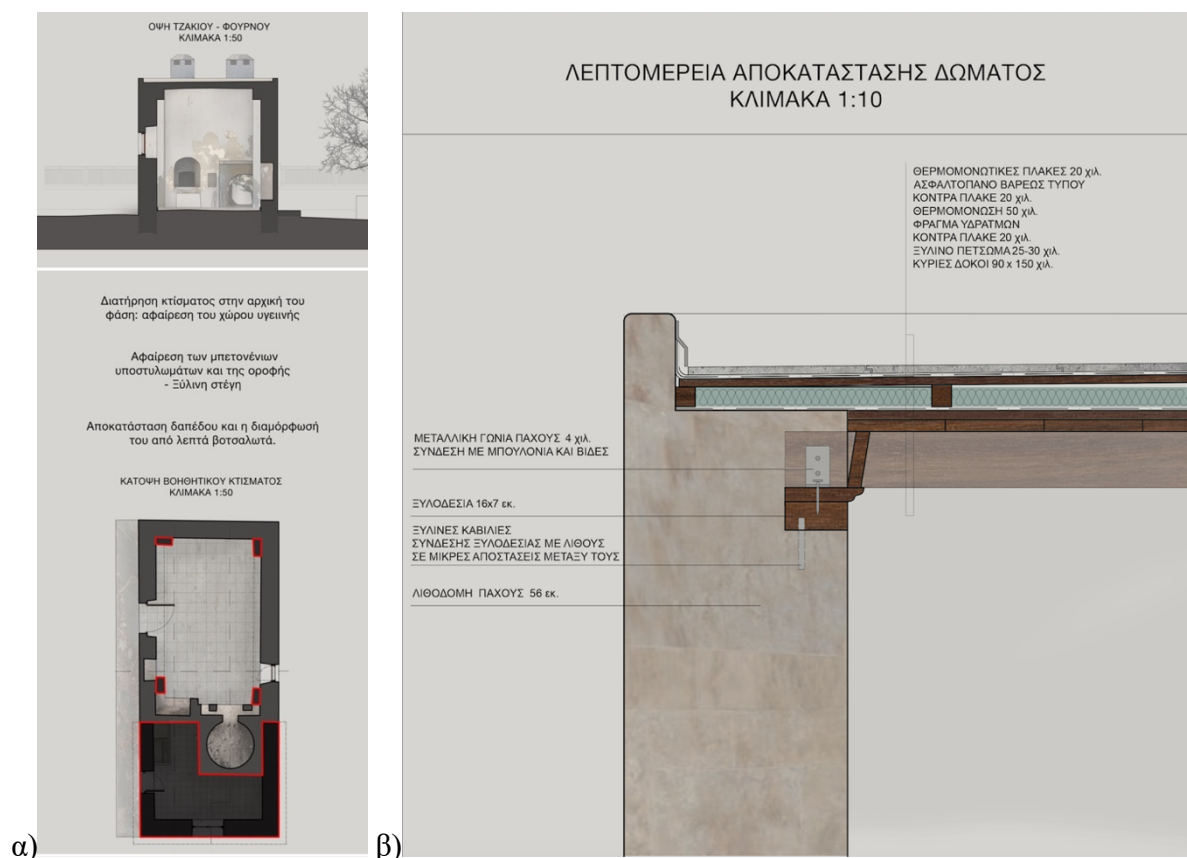 ΟΨΗ ΤΖΑΚΙΟΥ - ΦΟΥΡΝΟΥ
ΚΛΙΜΑΚΑ 1:50
Διατήρηση κτίσματος στην αρχική του
φάση: αφαίρεση του χώρου υγειινής
Αφαίρεση των μπετονένιων
υποστυλωμάτων και της οροφής
- Ξύλινη στέγη
Αποκατάσταση δαπέδου και η διαμόρφωσή
του από λεπτά βοτσαλωτά.
ΚΑΤΟΨΗ ΒΟΗΘΗΤΙΚΟΥ ΚΤΙΣΜΑΤΟΣ
ΚΛΙΜΑΚΑ 1:50
α)
ΛΕΠΤΟΜΕΡΕΙΑ ΑΠΟΚΑΤΑΣΤΑΣΗΣ ΔΩΜΑΤΟΣ
ΚΛΙΜΑΚΑ 1:10
ΘΕΡΜΟΜΟΝΩΤΙΚΕΣ ΠΛΑΚΕΣ 20 χιλ.
ΑΣΦΑΛΤΟΠΑΝΟ ΒΑΡΕΩΣ ΤΥΠΟΥ
ΚΟΝΤΡΑ ΠΛΑΚΕ 20 χιλ.
ΘΕΡΜΟΜΟΝΩΣΗ 50 χιλ.
ΦΡΑΓΜΑ ΥΔΡΑΤΜΩΝ
ΚΟΝΤΡΑ ΠΛΑΚΕ 20 χιλ.
ΞΥΛΙΝΟ ΠΕΤΣΩΜΑ 25-30 χιλ.
ΚΥΡΙΕΣ ΔΟΚΟΙ 90 x 150 χιλ.
ΜΕΤΑΛΛΙΚΗ ΓΩΝΙΑ ΠΑΧΟΥΣ 4 χιλ.
ΣΥΝΔΕΣΗ ΜΕ ΜΠΟΥΛΟΝΙΑ ΚΑΙ ΒΙΔΕΣ
ΞΥΛΟΔΕΣΙΑ 16x7 εκ.
ΞΥΛΙΝΕΣ ΚΑΒΙΛΙΕΣ
ΣΥΝΔΕΣΗΣ ΞΥΛΟΔΕΣΙΑΣ ΜΕ ΛΙΘΟΥΣ
ΣΕ ΜΙΚΡΕΣ ΑΠΟΣΤΑΣΕΙΣ ΜΕΤΑΞΥ ΤΟΥΣ
ΛΙΘΟΔΟΜΗ ΠΑΧΟΥΣ 56 εκ.
β)